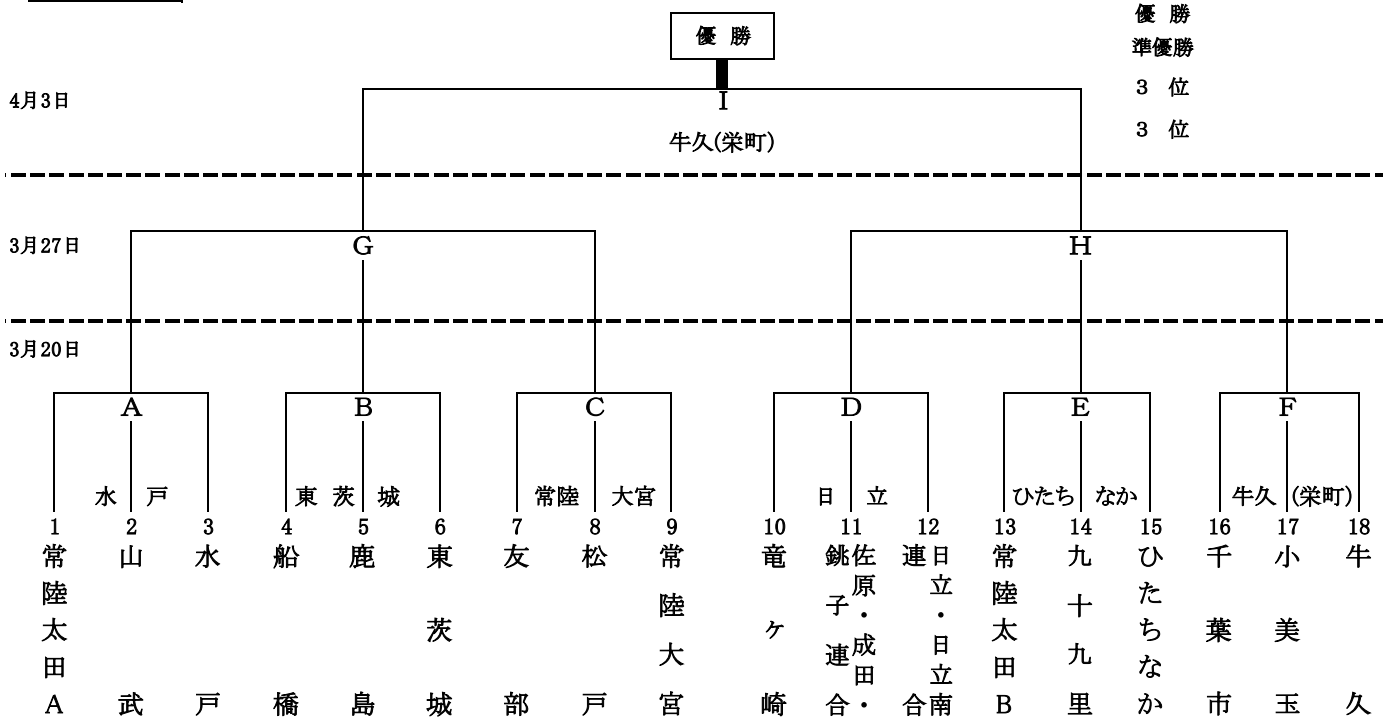 優 勝
優 勝
準優勝
3 位
3 位
4月3日
I
牛久(栄町)
3月27日
G
H
3月20日
A
B
C
D
E
F
水 戸
東 茨 城
常陸 大宮
日 立
ひたち なか
牛久 (栄町)
1 常陸太田A
2 山武
3 水戸
4 船橋
5 鹿島
6 東茨城
7 友部
8 松戸
9 常陸大宮
10 竜ヶ崎
11 佐原・成田・銚子連合
12 日立・日立南連合
13 常陸太田B
14 九十九里
15 ひたちなか
16 千葉市
17 小美玉
18 牛久